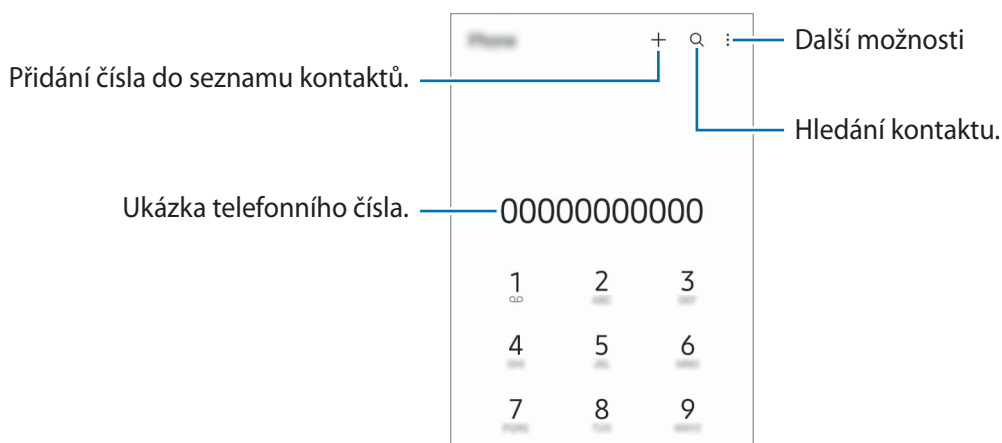 Phone
Další možnosti
Přidání čísla do seznamu kontaktů.
Hledání kontaktu.
Ukázka telefonního čísla.
00000000000
1 2 3
ABC DEF
4 5 6
GHI JKL MNO
7 8 9
PQRS TUV WXYZ